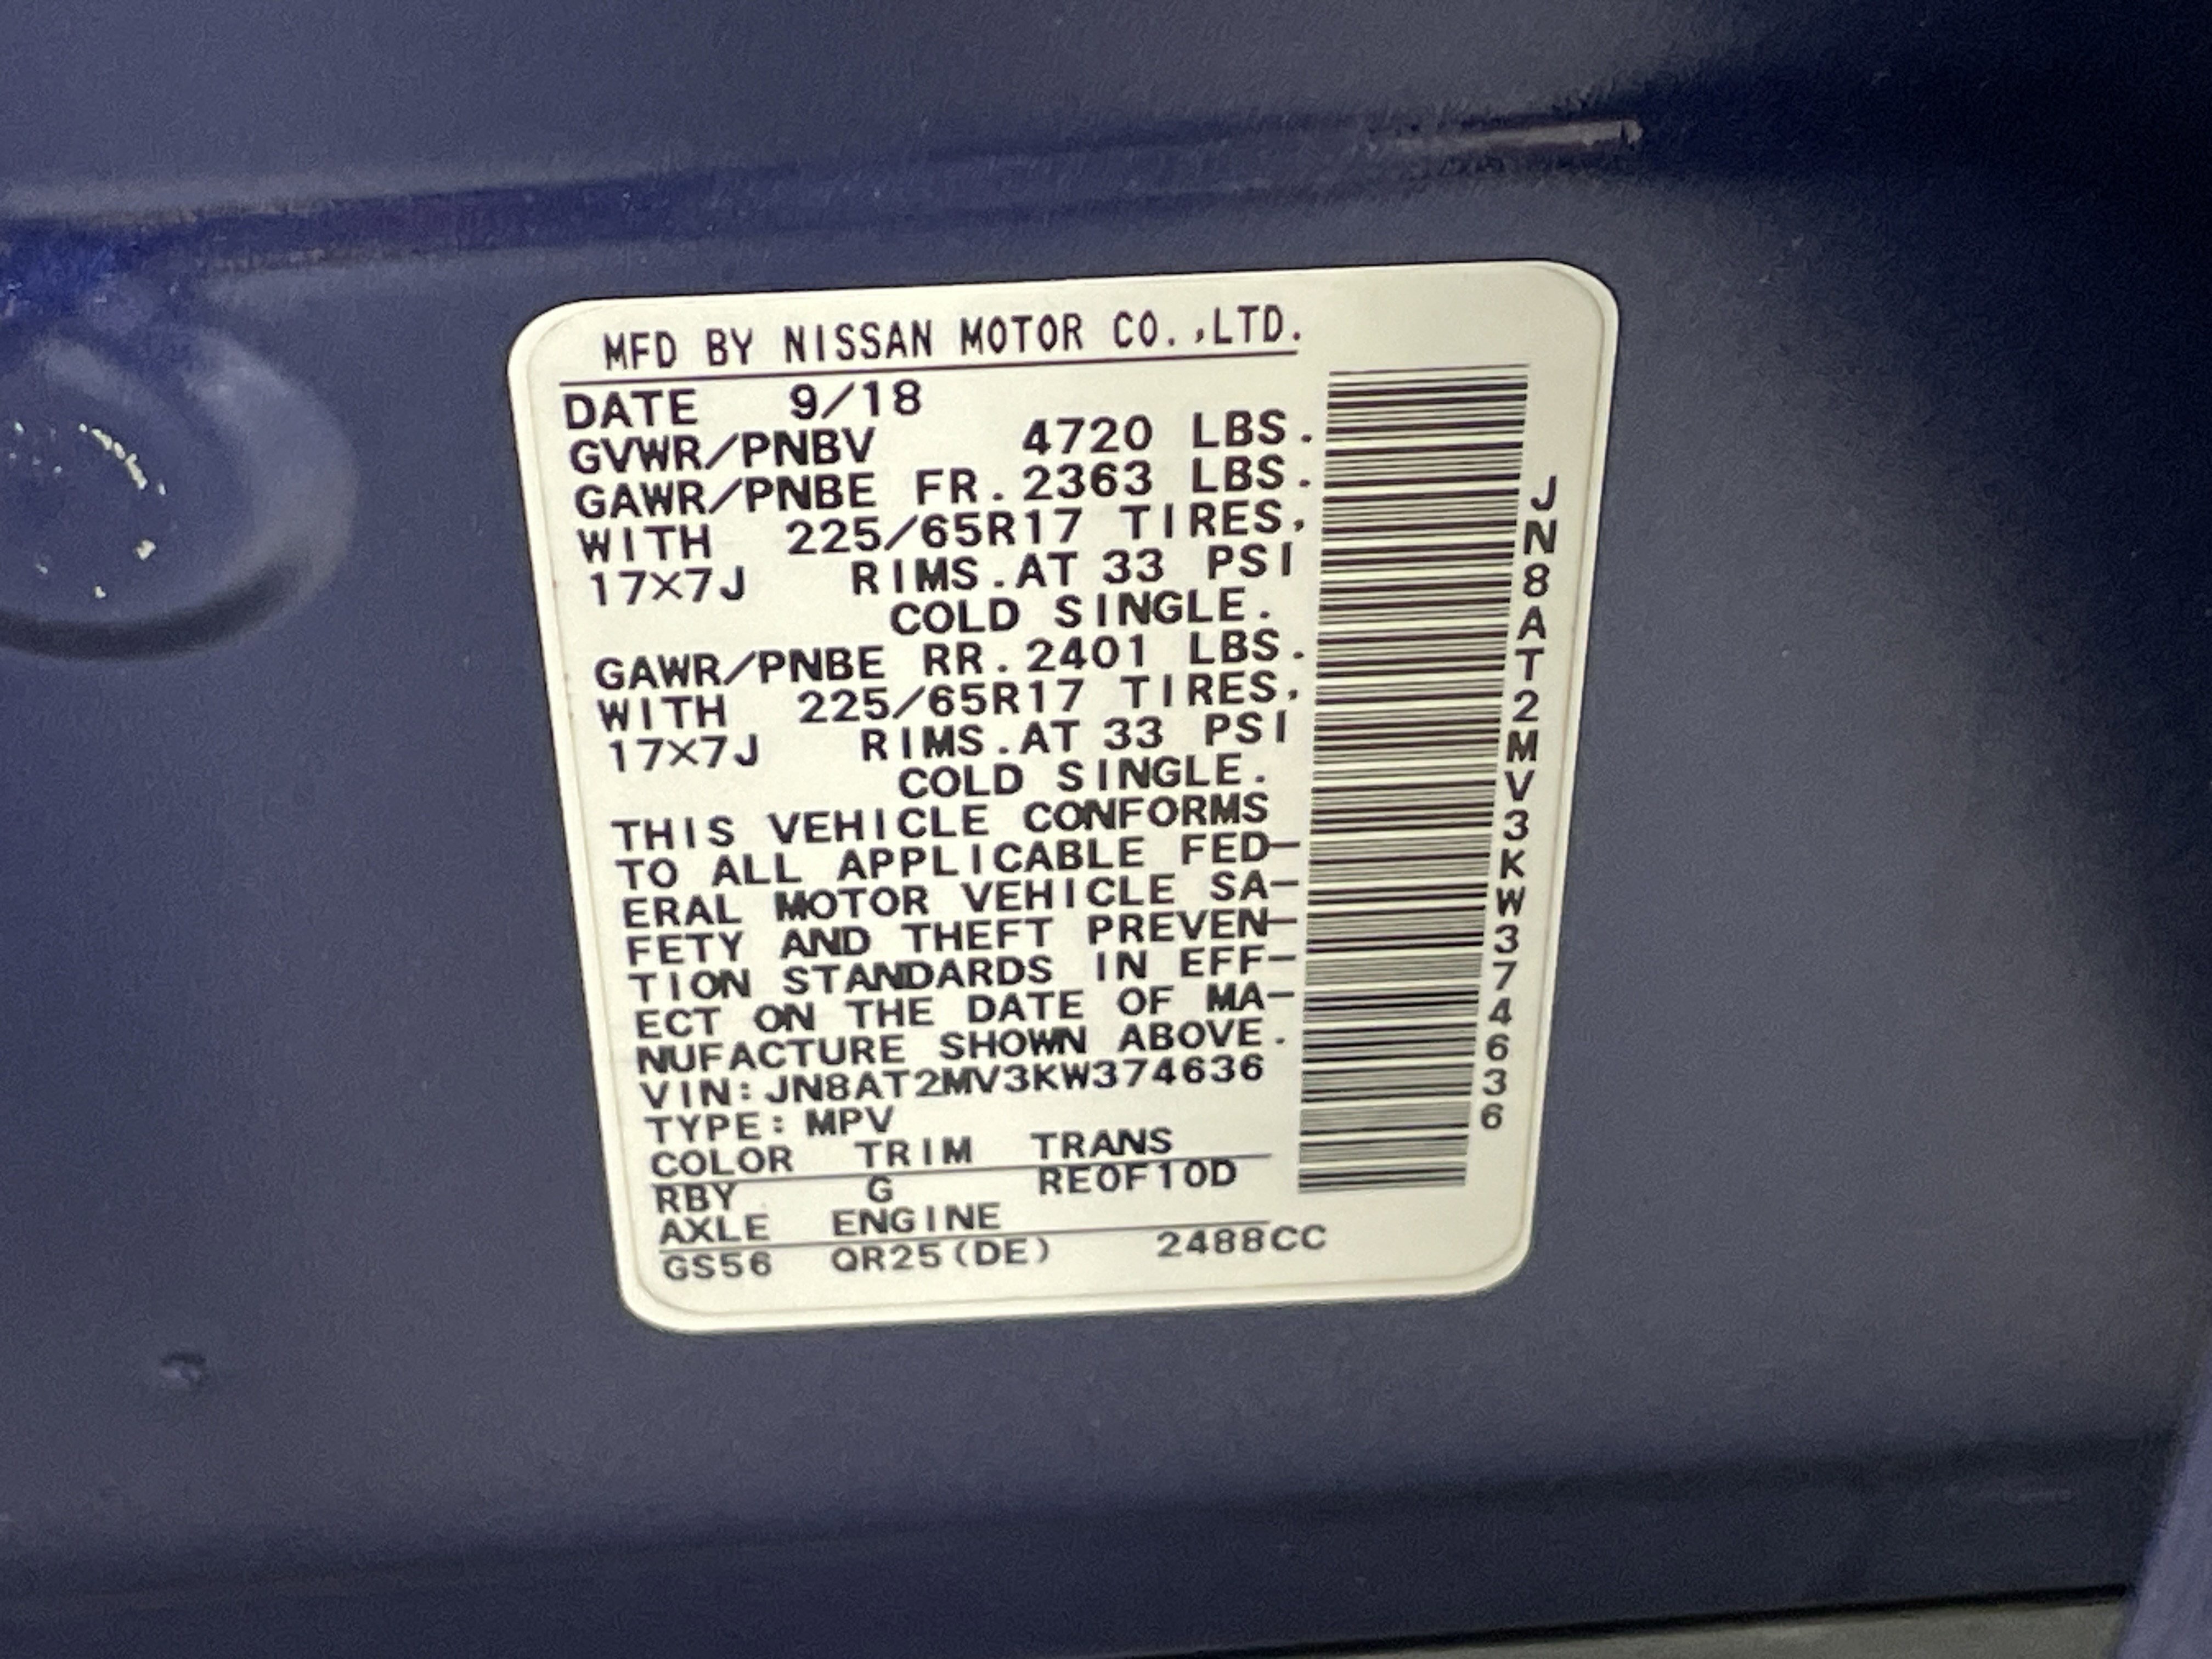 MFD BY NISSAN MOTOR CO.,LTD.
DATE 9/18
GVWR/PNBV 4720 LBS.
GAWR/PNBE FR. 2363 LBS.
WITH 225/65R17 TIRES,
17×7J RIMS.AT 33 PSI
COLD SINGLE.
GAWR/PNBE RR. 2401 LBS.
WITH 225/65R17 TIRES,
17×7J RIMS.AT 33 PSI
COLD SINGLE.
THIS VEHICLE CONFORMS
TO ALL APPLICABLE FED-
ERAL MOTOR VEHICLE SA-
FETY AND THEFT PREVEN-
TION STANDARDS IN EFF-
ECT ON THE DATE OF MA-
NUFACTURE SHOWN ABOVE.
VIN:JN8AT2MV3KW374636
TYPE: MPV
COLOR TRIM TRANS
RBY G RE0F10D
AXLE ENGINE
GS56 QR25(DE) 2488CC
JN8AT2MV3KW374636